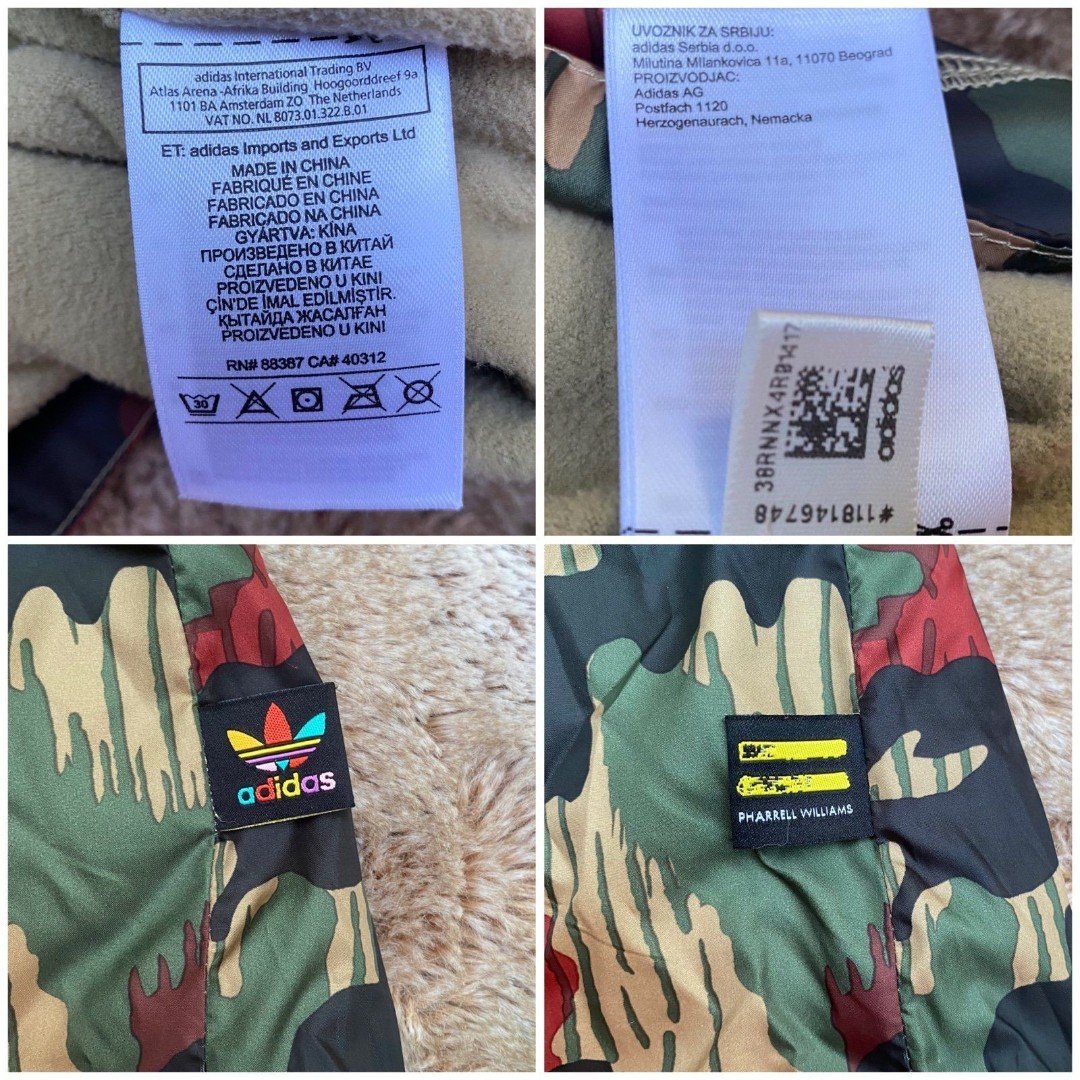 adidas International Trading BV
Atlas Arena -Afrika Building Hoogoorddreef 9a
1101 BA Amsterdam ZO The Netherlands
VAT NO. NL 8073.01.322.B.01
ET: adidas Imports and Exports Ltd
MADE IN CHINA
FABRIQUÉ EN CHINE
FABRICADO EN CHINA
FABRICADO NA CHINA
GYÁRTVA: KÍNA
ПРОИЗВЕДЕНО В КИТАЙ
СДЕЛАНО В КИТАЕ
PROIZVEDENO U KINI
ÇİN'DE İMAL EDİLMİŞTİR.
ҚЫТАЙДА ЖАСАЛҒАН
PROIZVEDENO U KINI
RN# 88387 CA# 40312
30
UVOZNIK ZA SRBIJU:
adidas Serbia d.o.o.
Milutina Milankovica 11a, 11070 Beograd
PROIZVODJAC:
Adidas AG
Postfach 1120
Herzogenaurach, Nemacka
38RNNX4R01417
adidas
#118146748
adidas
PHARRELL WILLIAMS